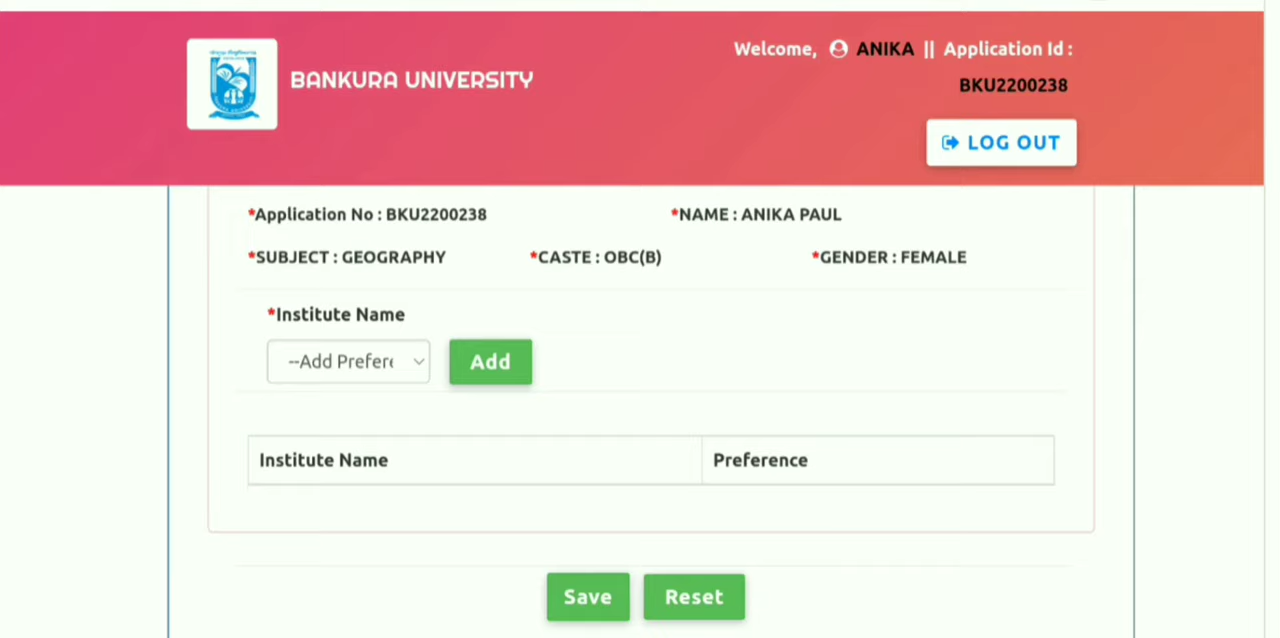 Welcome, ANIKA || Application Id :
BKU2200238
BANKURA UNIVERSITY
LOG OUT
*Application No : BKU2200238 *NAME : ANIKA PAUL
*SUBJECT : GEOGRAPHY *CASTE : OBC(B) *GENDER : FEMALE
*Institute Name
--Add Prefer
Add
Institute Name Preference
Save Reset